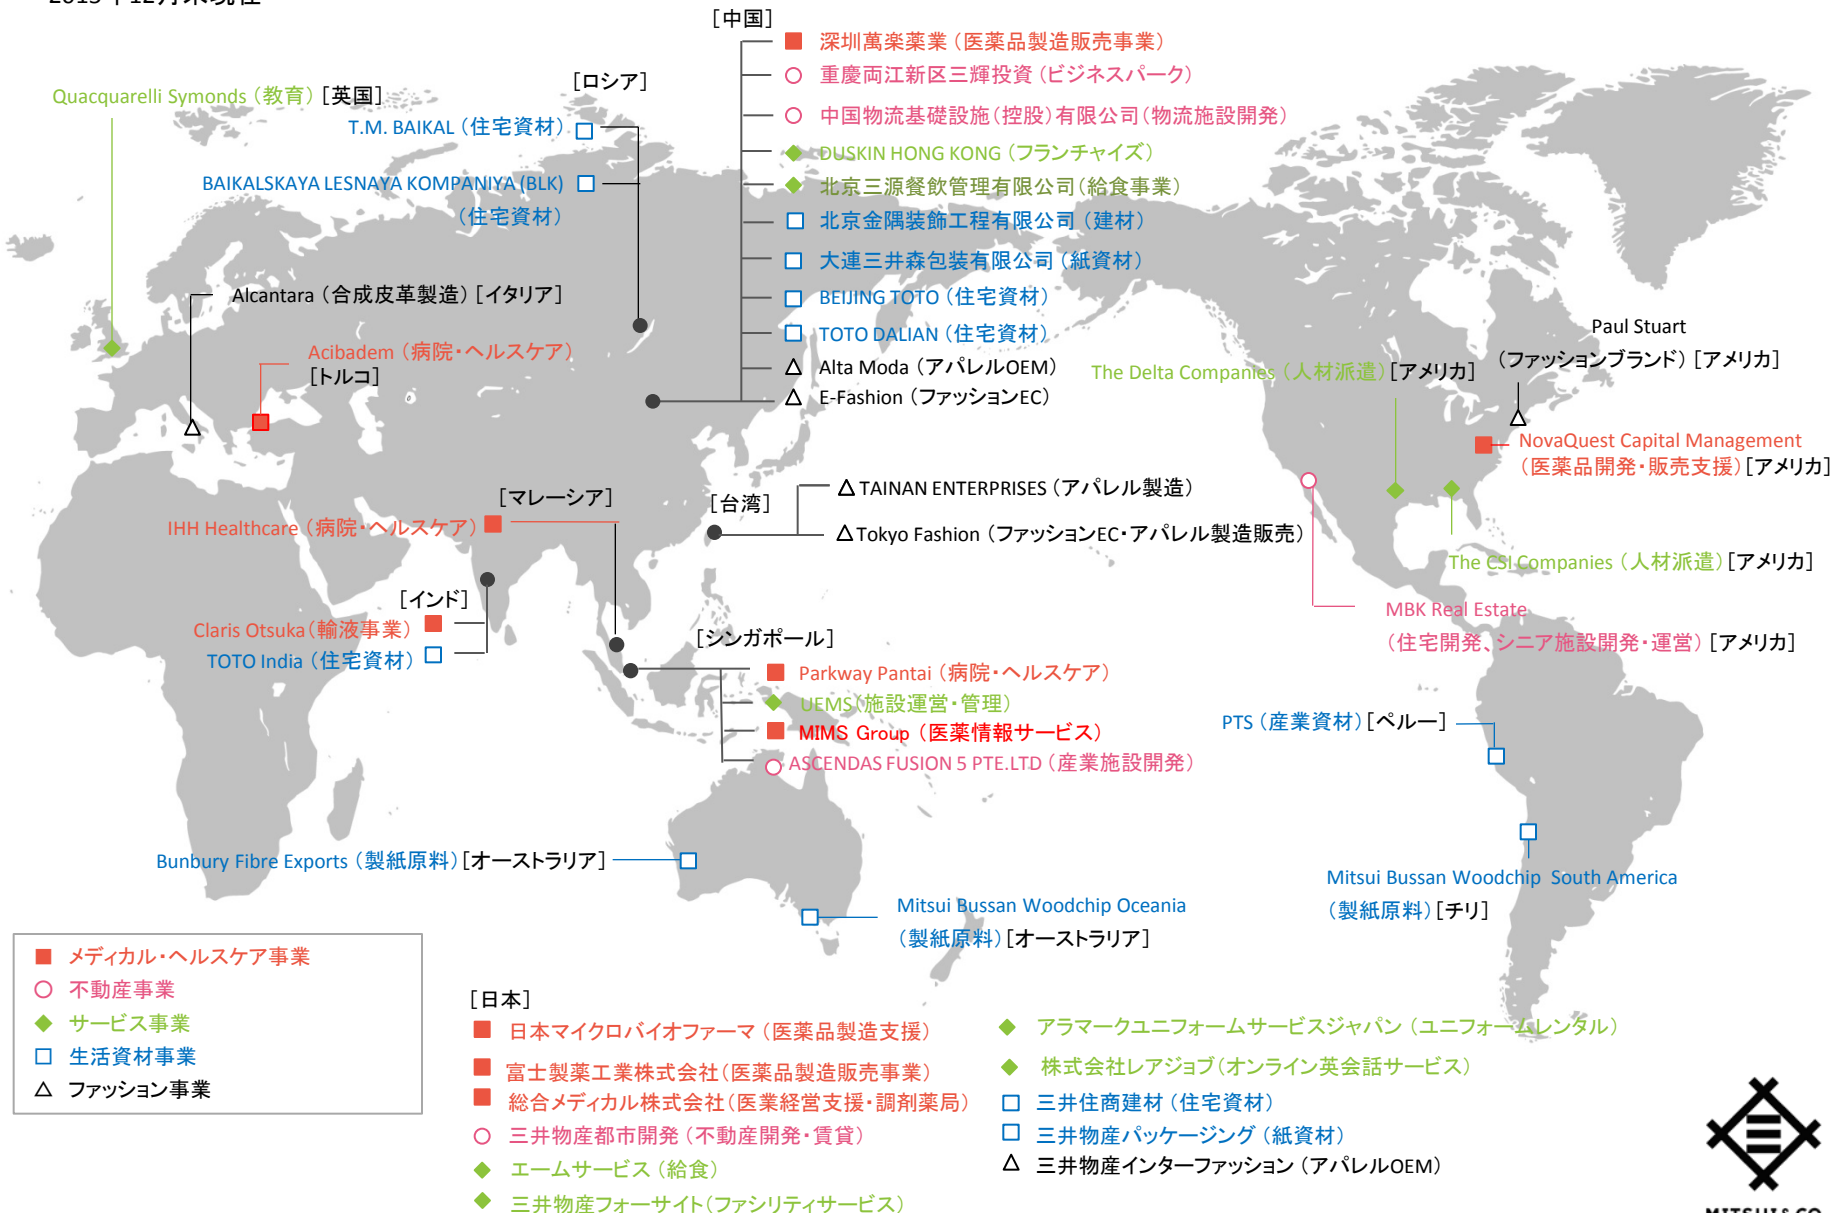 [中国]
深圳萬楽薬業（医薬品製造販売事業）
重慶両江新区三輝投資（ビジネスパーク）
中国物流基礎設施（控股）有限公司（物流施設開発）
DUSKIN HONG KONG（フランチャイズ）
北京三源餐飲管理有限公司（給食事業）
北京金隅装飾工程有限公司（建材）
大連三井森包装有限公司（紙資材）
BEIJING TOTO（住宅資材）
TOTO DALIAN（住宅資材）
Alta Moda（アパレルOEM）
E-Fashion（ファッションEC）
[ロシア]
T.M. BAIKAL（住宅資材）
BAIKALSKAYA LESNAYA KOMPANIYA (BLK)
（住宅資材）
Quacquarelli Symonds（教育）[英国]
Alcantara（合成皮革製造）[イタリア]
Acibadem（病院・ヘルスケア）
[トルコ]
Paul Stuart
（ファッションブランド）[アメリカ]
The Delta Companies（人材派遣）[アメリカ]
NovaQuest Capital Management
（医薬品開発・販売支援）[アメリカ]
[マレーシア]
IHH Healthcare（病院・ヘルスケア）
[台湾]
TAINAN ENTERPRISES（アパレル製造）
Tokyo Fashion（ファッションEC・アパレル製造販売）
The CSI Companies（人材派遣）[アメリカ]
MBK Real Estate
（住宅開発、シニア施設開発・運営）[アメリカ]
[インド]
Claris Otsuka（輸液事業）
TOTO India（住宅資材）
[シンガポール]
Parkway Pantai（病院・ヘルスケア）
UEMS（施設運営・管理）
MIMS Group（医薬情報サービス）
ASCENDAS FUSION 5 PTE.LTD（産業施設開発）
PTS（産業資材）[ペルー]
Bunbury Fibre Exports（製紙原料）[オーストラリア]
Mitsui Bussan Woodchip Oceania
（製紙原料）[オーストラリア]
Mitsui Bussan Woodchip South America
（製紙原料）[チリ]
メディカル・ヘルスケア事業
不動産事業
サービス事業
生活資材事業
ファッション事業
[日本]
日本マイクロバイオファーマ（医薬品製造支援）
富士製薬工業株式会社（医薬品製造販売事業）
総合メディカル株式会社（医業経営支援・調剤薬局）
三井物産都市開発（不動産開発・賃貸）
エームサービス（給食）
三井物産フォーサイト（ファシリティサービス）
アラマークユニフォームサービスジャパン（ユニフォームレンタル）
株式会社レアジョブ（オンライン英会話サービス）
三井住商建材（住宅資材）
三井物産パッケージング（紙資材）
三井物産インターファッション（アパレルOEM）
MITSUI & CO